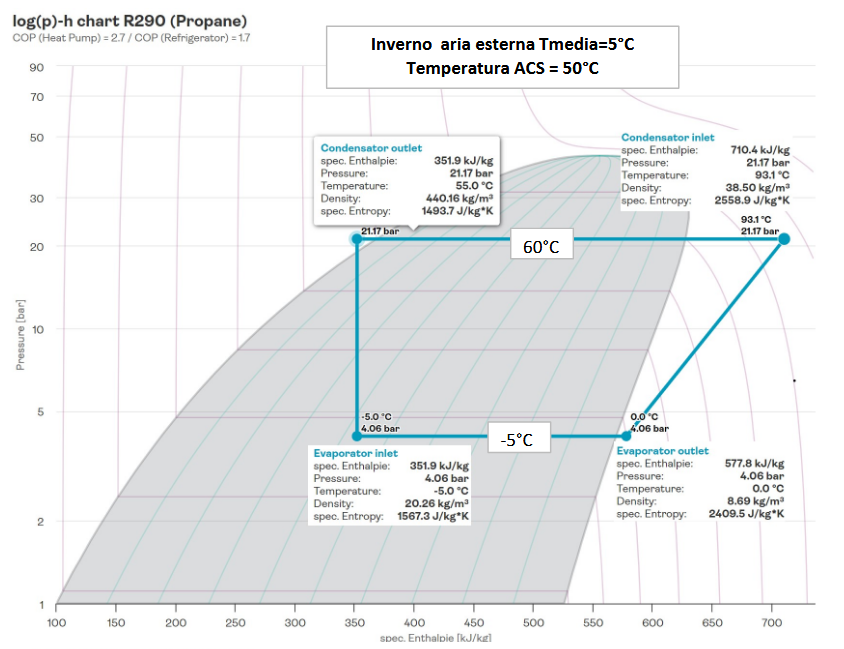 log(p)-h chart R290 (Propane)
COP (Heat Pump) = 2.7 / COP (Refrigerator) = 1.7
Inverno  aria esterna Tmedia=5°C
Temperatura ACS = 50°C
Condensator outlet
spec. Enthalpie: 351.9 kJ/kg
Pressure: 21.17 bar
Temperature: 55.0 °C
Density: 440.16 kg/m³
spec. Entropy: 1493.7 J/kg*K
Condensator inlet
spec. Enthalpie: 710.4 kJ/kg
Pressure: 21.17 bar
Temperature: 93.1 °C
Density: 38.50 kg/m³
spec. Entropy: 2558.9 J/kg*K
21.17 bar
60°C
93.1 °C
21.17 bar
-5.0 °C
4.06 bar
-5°C
0.0 °C
4.06 bar
Evaporator inlet
spec. Enthalpie: 351.9 kJ/kg
Pressure: 4.06 bar
Temperature: -5.0 °C
Density: 20.26 kg/m³
spec. Entropy: 1567.3 J/kg*K
Evaporator outlet
spec. Enthalpie: 577.8 kJ/kg
Pressure: 4.06 bar
Temperature: 0.0 °C
Density: 8.69 kg/m³
spec. Entropy: 2409.5 J/kg*K
Pressure [bar]
90
70
50
30
20
10
5
2
1
100 150 200 250 300 350 400 450 500 550 600 650 700
spec. Enthalpie [kJ/kg]